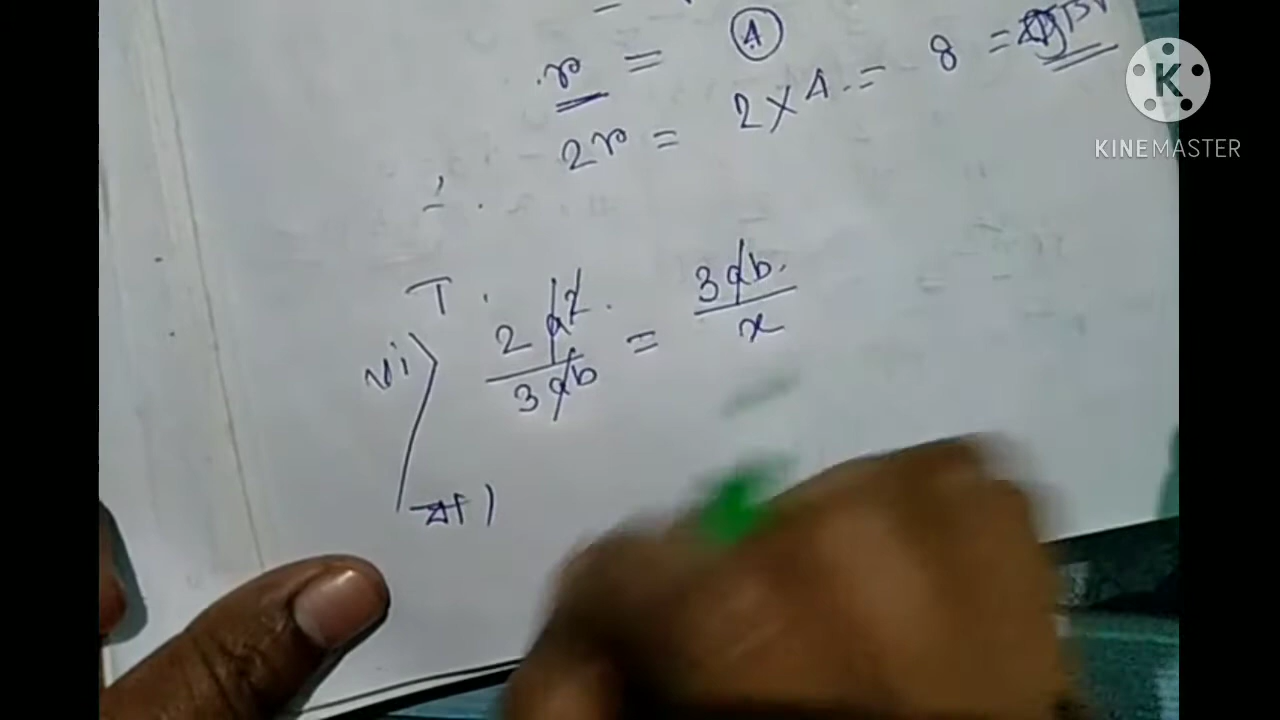 r = 4
∴ 2r = 2 × 4 = 8 =
T.
vi) 2a² / 3ab = 3ab / x
বা)
K
KINEMASTER